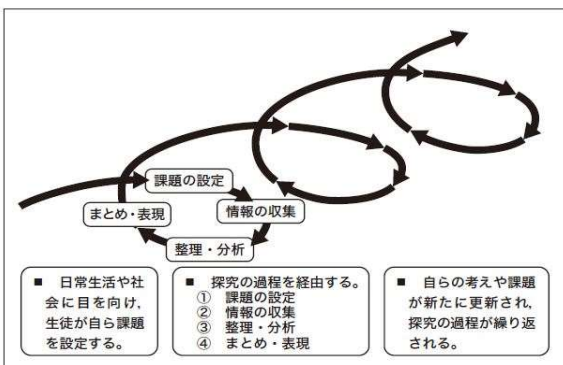 課題の設定
まとめ・表現
情報の収集
整理・分析
■ 日常生活や社
会に目を向け，
生徒が自ら課題
を設定する。
■ 探究の過程を経由する。
① 課題の設定
② 情報の収集
③ 整理・分析
④ まとめ・表現
■ 自らの考えや課題
が新たに更新され，
探究の過程が繰り返
される。